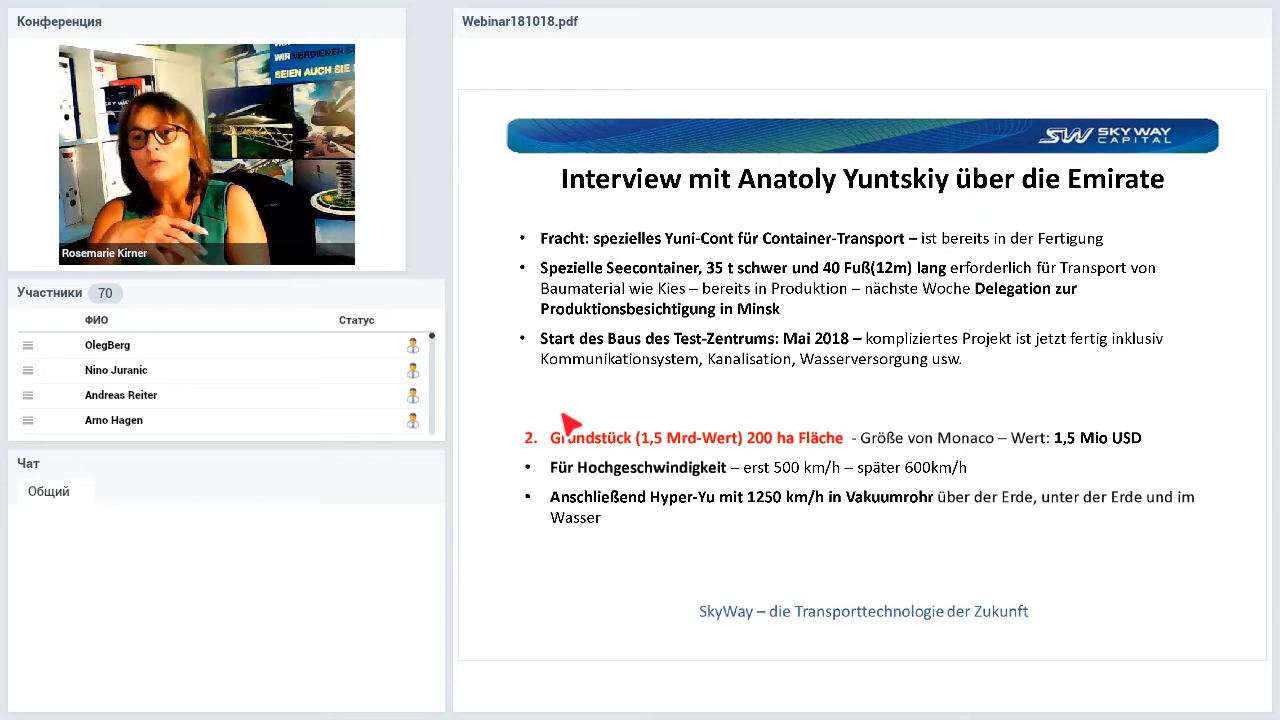 Конференция
WIR VERDIENEN
SEIEN AUCH SIE
Rosemarie Kirner
Участники 70
ФИО Статус
OlegBerg
Nino Juranic
Andreas Reiter
Arno Hagen
Чат
Общий
Webinar181018.pdf
SW SKY WAY
CAPITAL
Interview mit Anatoly Yuntskiy über die Emirate
• Fracht: spezielles Yuni-Cont für Container-Transport – ist bereits in der Fertigung
• Spezielle Seecontainer, 35 t schwer und 40 Fuß(12m) lang erforderlich für Transport von
Baumaterial wie Kies – bereits in Produktion – nächste Woche Delegation zur
Produktionsbesichtigung in Minsk
• Start des Baus des Test-Zentrums: Mai 2018 – kompliziertes Projekt ist jetzt fertig inklusiv
Kommunikationsystem, Kanalisation, Wasserversorgung usw.
2. Grundstück (1,5 Mrd-Wert) 200 ha Fläche - Größe von Monaco – Wert: 1,5 Mio USD
• Für Hochgeschwindigkeit – erst 500 km/h – später 600km/h
• Anschließend Hyper-Yu mit 1250 km/h in Vakuumrohr über der Erde, unter der Erde und im
Wasser
SkyWay – die Transporttechnologie der Zukunft